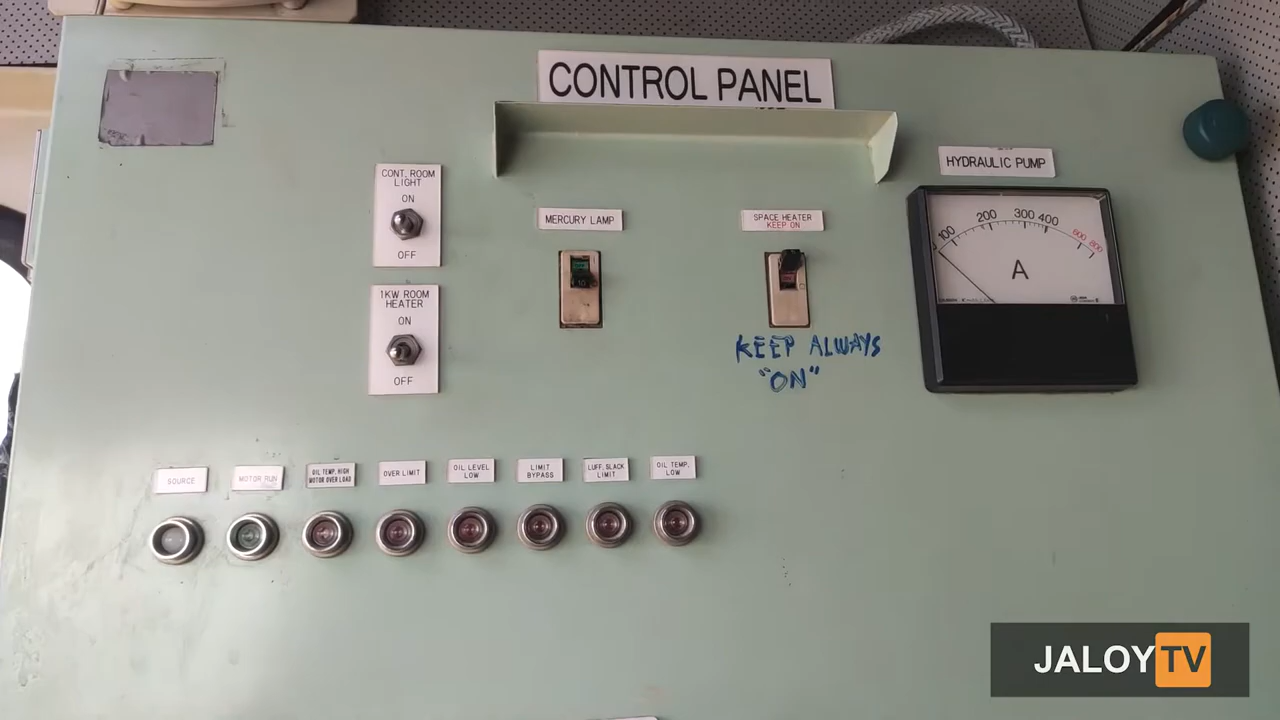 CONTROL PANEL
HYDRAULIC PUMP
CONT. ROOM
LIGHT
ON
OFF
MERCURY LAMP
SPACE HEATER
KEEP ON
100 200 300 400 600 800
A
1KW ROOM
HEATER
ON
OFF
KEEP ALWAYS
"ON"
SOURCE
MOTOR RUN
OIL TEMP. HIGH
MOTOR OVER LOAD
OVER LIMIT
OIL LEVEL
LOW
LIMIT
BYPASS
LUFF. SLACK
LIMIT
OIL TEMP.
LOW
JALOYTV